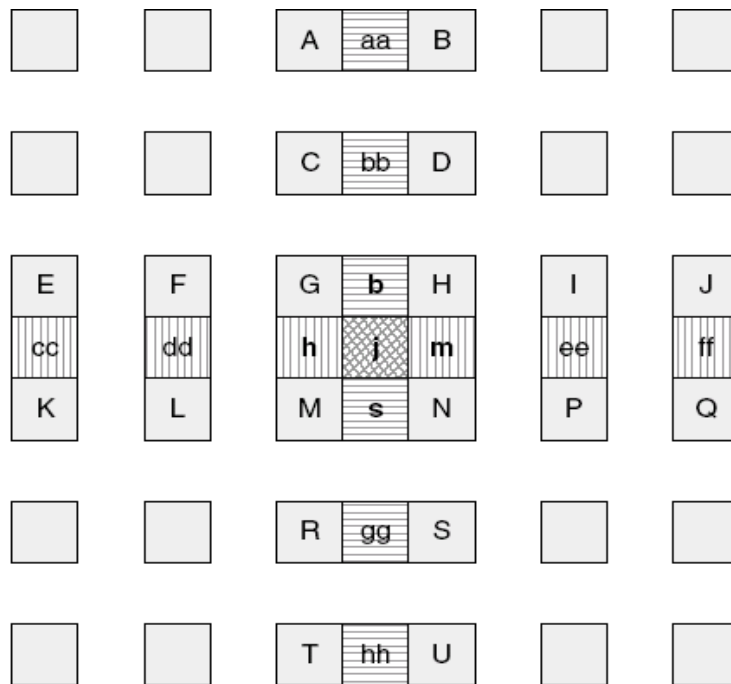 A aa B
C bb D
E F G b H I J
cc dd h j m ee ff
K L M s N P Q
R gg S
T hh U